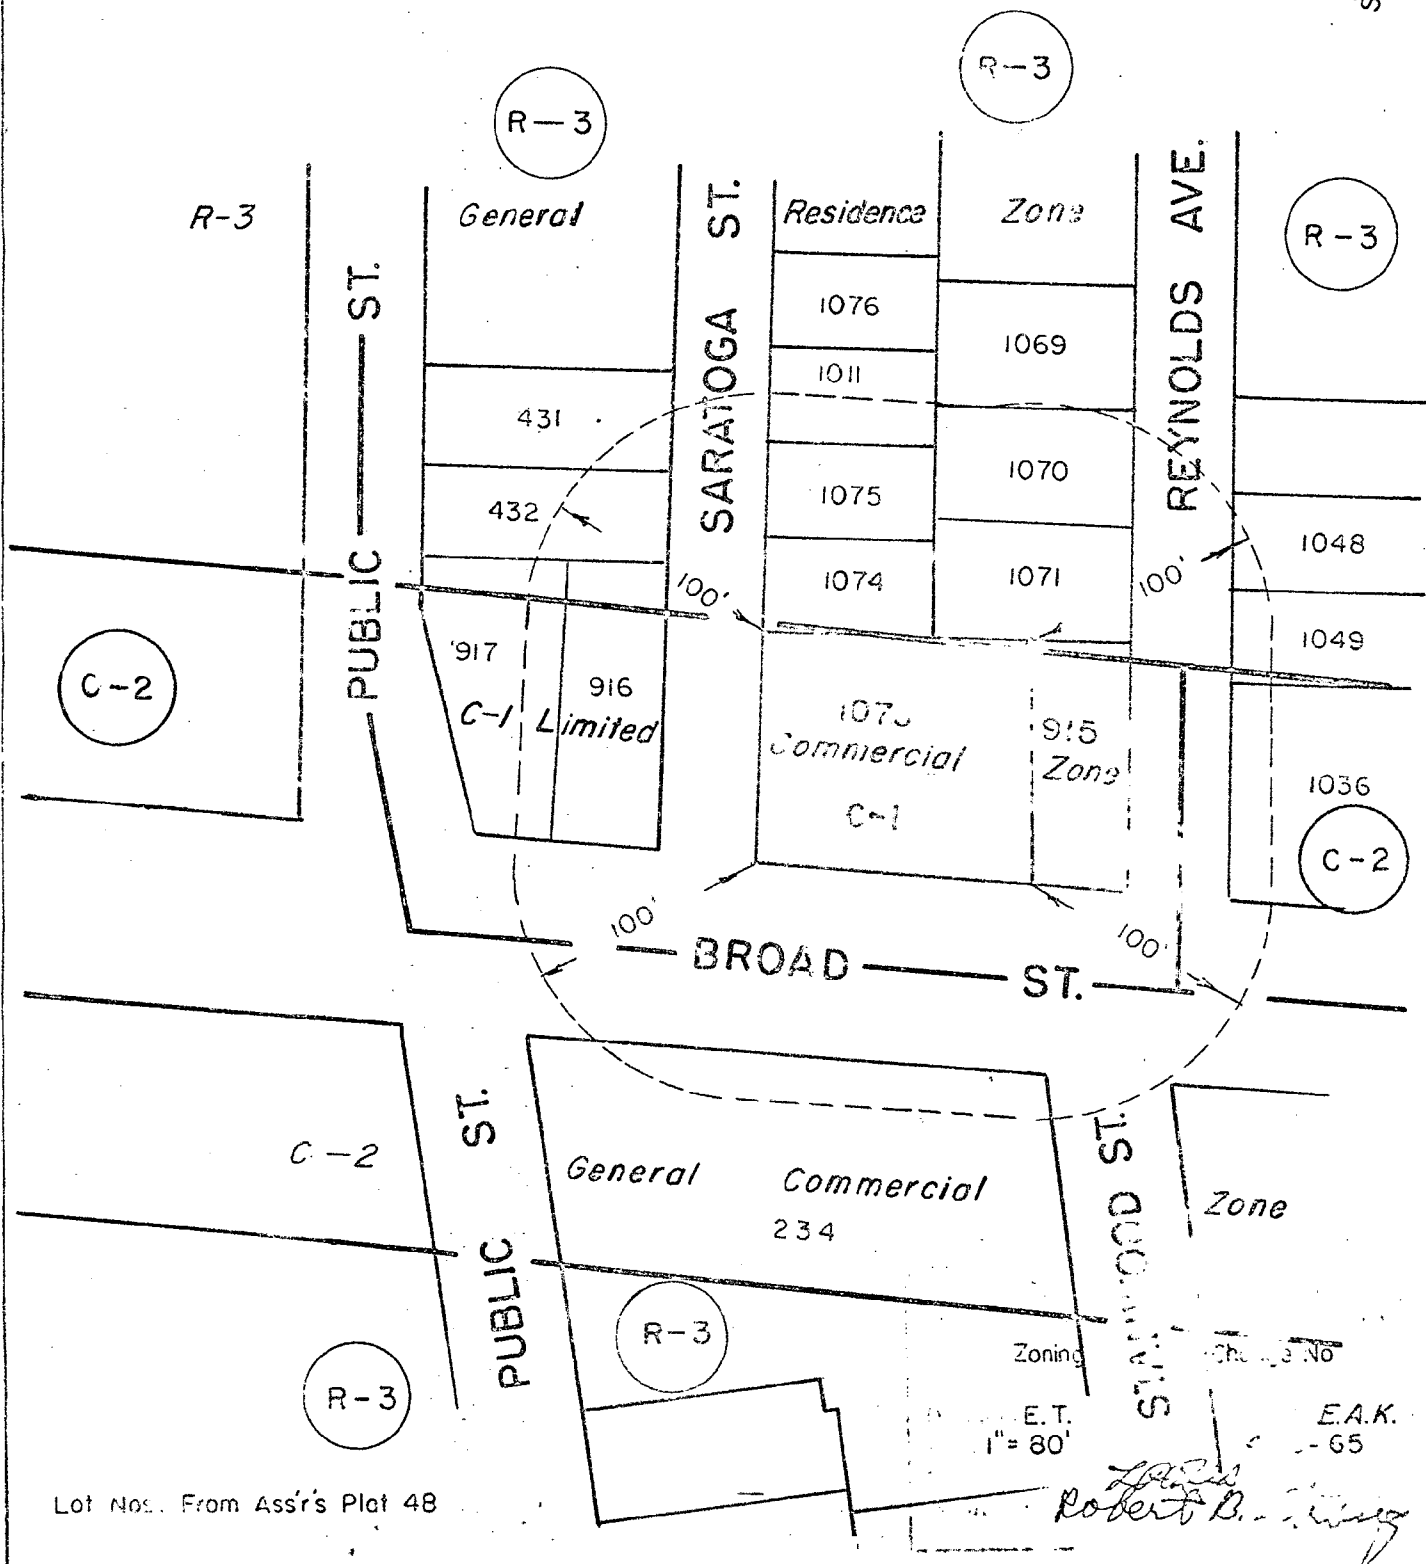 R-3
R-3
R-3
R-3
General
Residence
Zone
PUBLIC ST.
SARATOGA ST.
REYNOLDS AVE.
1076
1069
1011
431
1070
1075
432
1048
1074
1071
100'
100'
1049
C-2
917
916
C-1 Limited
Commercial
C-1
915
Zone
1036
C-2
100'
100'
BROAD ST.
C-2
PUBLIC ST.
General Commercial
Zone
234
R-3
R-3
Zoning
No
E.T.
E.A.K.
1"=80'
-65
Robert B.
Lot Nos. From Ass'r's Plat 48